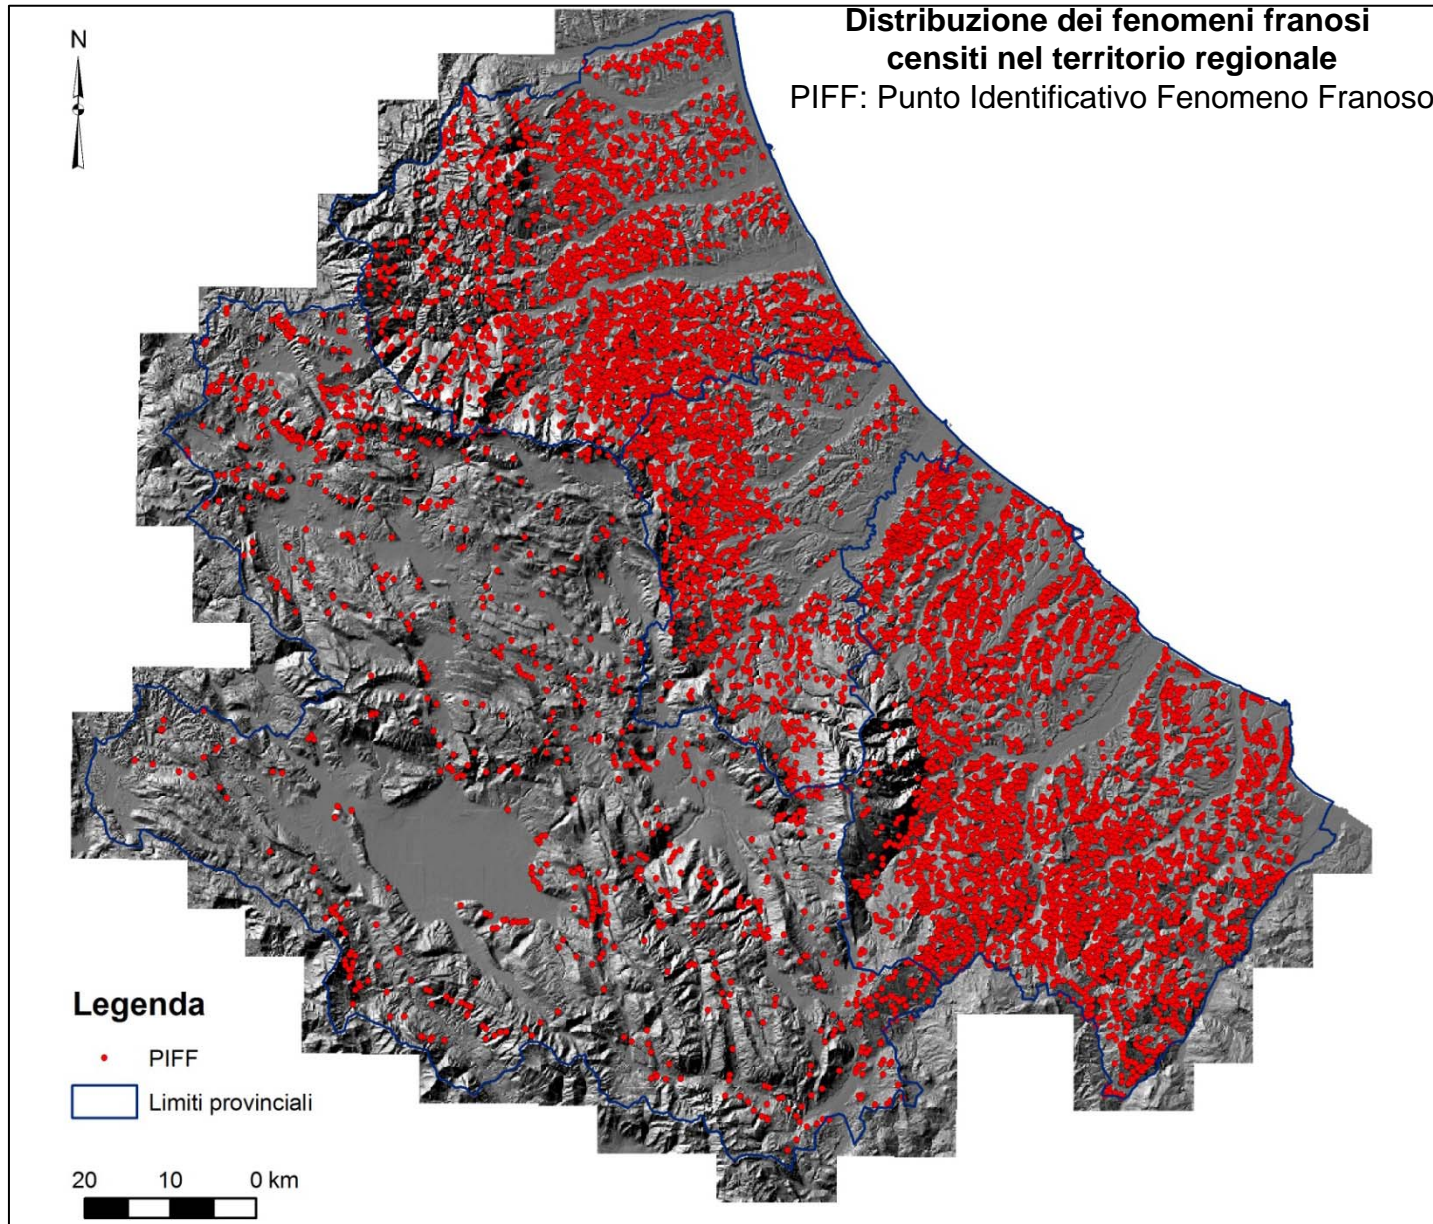 Distribuzione dei fenomeni franosi
censiti nel territorio regionale
PIFF: Punto Identificativo Fenomeno Franoso
N
Legenda
PIFF
Limiti provinciali
20 10 0 km